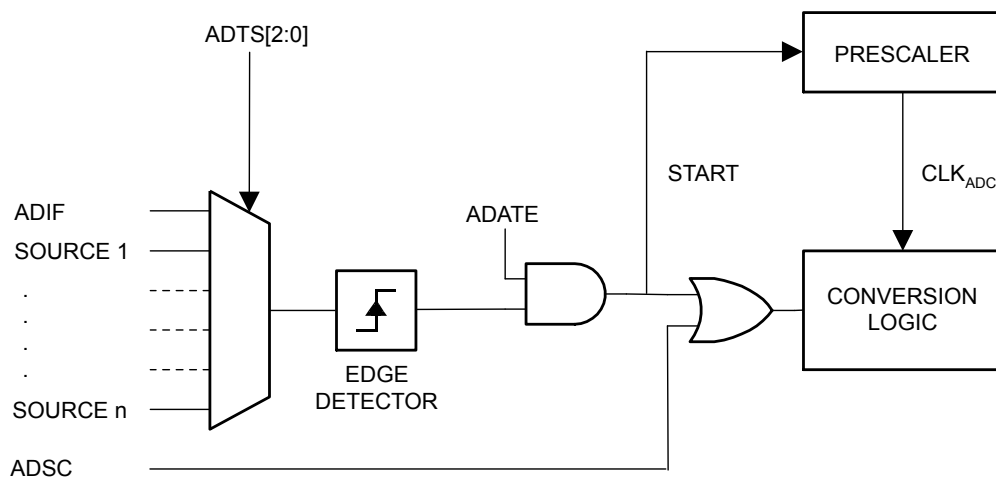 ADTS[2:0]
PRESCALER
START
CLKADC
ADIF
ADATE
SOURCE 1
.
.
.
.
CONVERSION
LOGIC
EDGE
DETECTOR
SOURCE n
ADSC